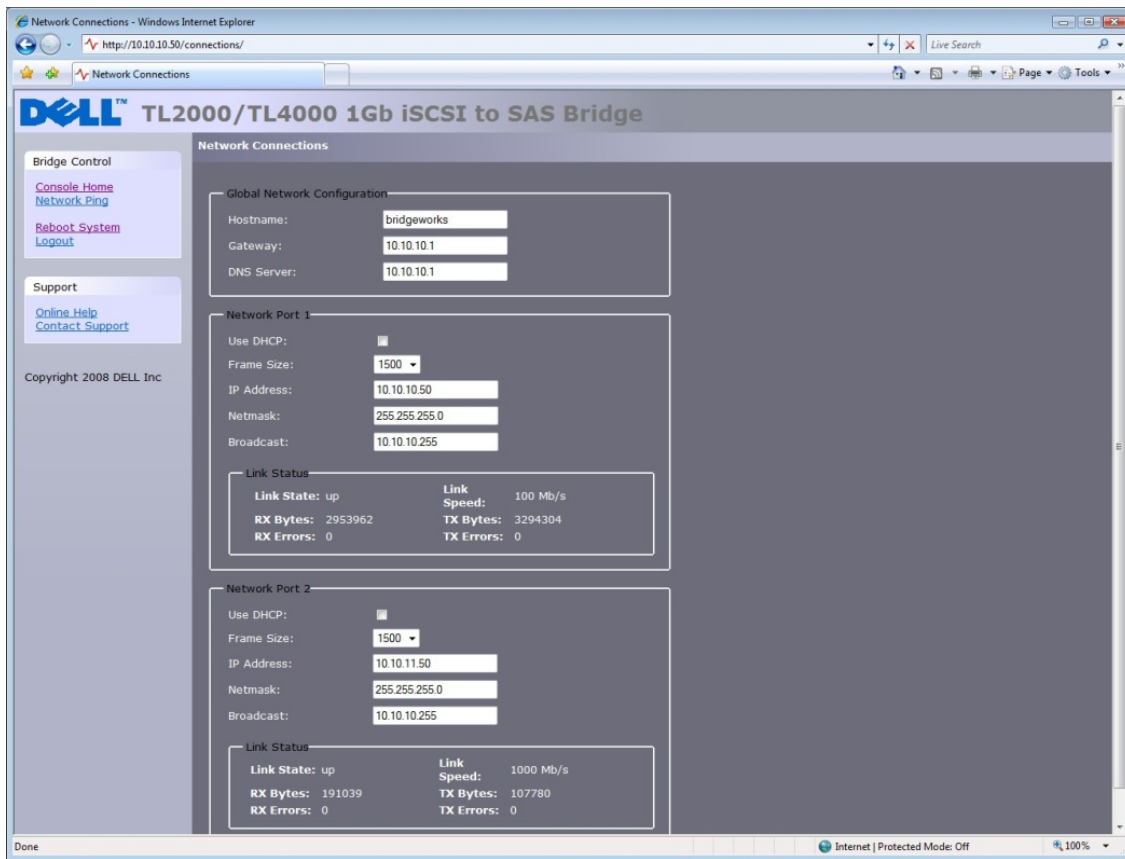 Network Connections - Windows Internet Explorer
http://10.10.10.50/connections/
Live Search
Network Connections
Page
Tools
DELL™ TL2000/TL4000 1Gb iSCSI to SAS Bridge
Network Connections
Bridge Control
Console Home
Network Ping
Reboot System
Logout
Support
Online Help
Contact Support
Copyright 2008 DELL Inc
Global Network Configuration
Hostname: bridgeworks
Gateway: 10.10.10.1
DNS Server: 10.10.10.1
Network Port 1
Use DHCP:
Frame Size: 1500
IP Address: 10.10.10.50
Netmask: 255.255.255.0
Broadcast: 10.10.10.255
Link Status
Link State: up Link Speed: 100 Mb/s
RX Bytes: 2953962 TX Bytes: 3294304
RX Errors: 0 TX Errors: 0
Network Port 2
Use DHCP:
Frame Size: 1500
IP Address: 10.10.11.50
Netmask: 255.255.255.0
Broadcast: 10.10.10.255
Link Status
Link State: up Link Speed: 1000 Mb/s
RX Bytes: 191039 TX Bytes: 107780
RX Errors: 0 TX Errors: 0
Done
Internet | Protected Mode: Off
100%